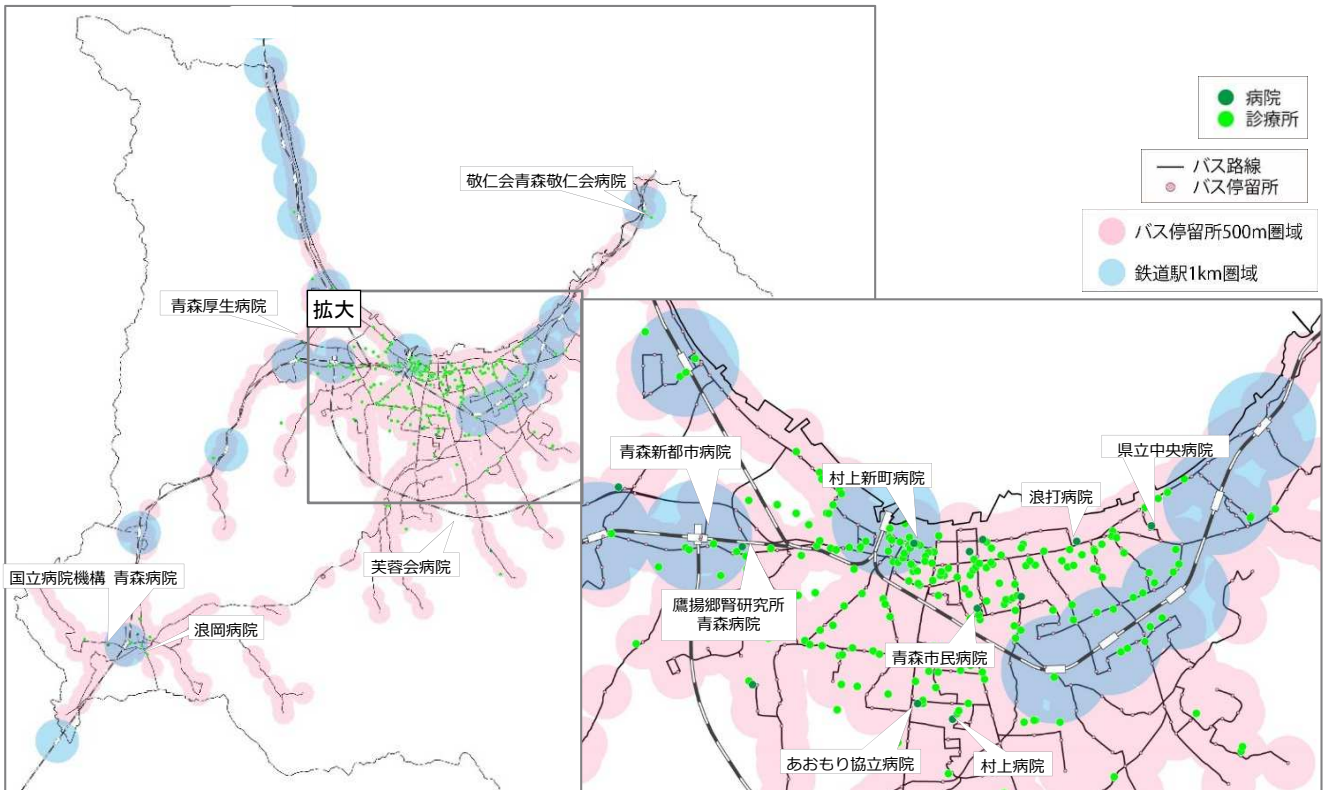 病院
診療所
バス路線
バス停留所
バス停留所500m圏域
鉄道駅1km圏域
敬仁会青森敬仁会病院
青森厚生病院
拡大
芙蓉会病院
国立病院機構 青森病院
浪岡病院
青森新都市病院
村上新町病院
県立中央病院
浪打病院
鷹揚郷腎研究所
青森病院
青森市民病院
あおもり協立病院
村上病院